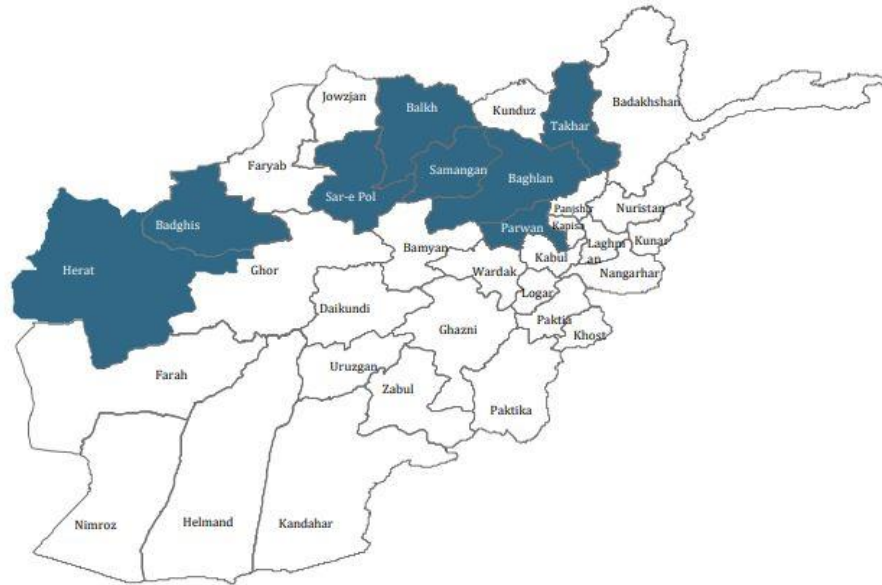 Jowzjan
Balkh
Kunduz
Takhar
Badakhshan
Faryab
Samangan
Baghlan
Sar-e Pol
Panjshir
Nuristan
Badghis
Parwan
Kapisa
Bamyan
Kabul
Laghm
an
Kunar
Herat
Ghor
Wardak
Nangarhar
Logar
Daikundi
Ghazni
Paktia
Khost
Farah
Uruzgan
Zabul
Paktika
Nimroz
Helmand
Kandahar